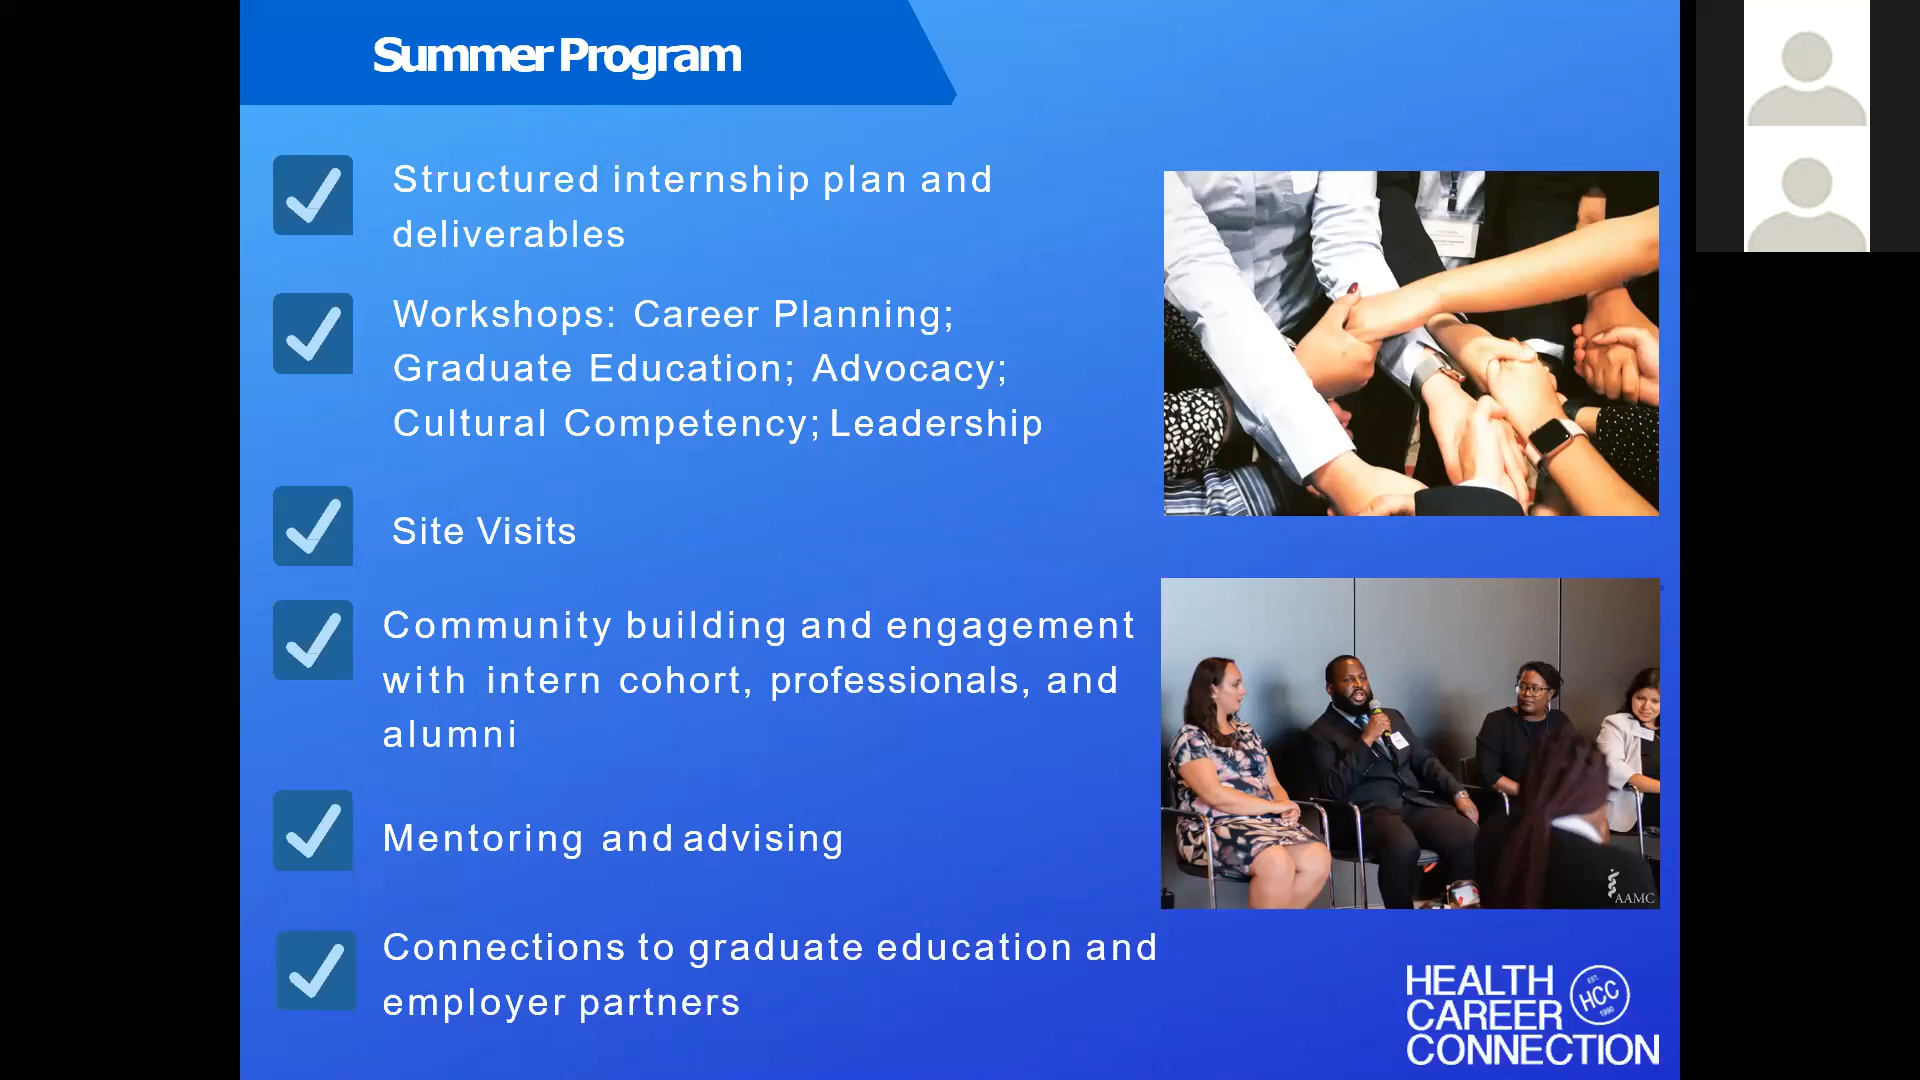 Summer Program
Structured internship plan and
deliverables
Workshops: Career Planning;
Graduate Education; Advocacy;
Cultural Competency; Leadership
Site Visits
Community building and engagement
with intern cohort, professionals, and
alumni
Mentoring and advising
Connections to graduate education and
employer partners
AAMC
HEALTH
CAREER
CONNECTION
EST.
HCC
1990